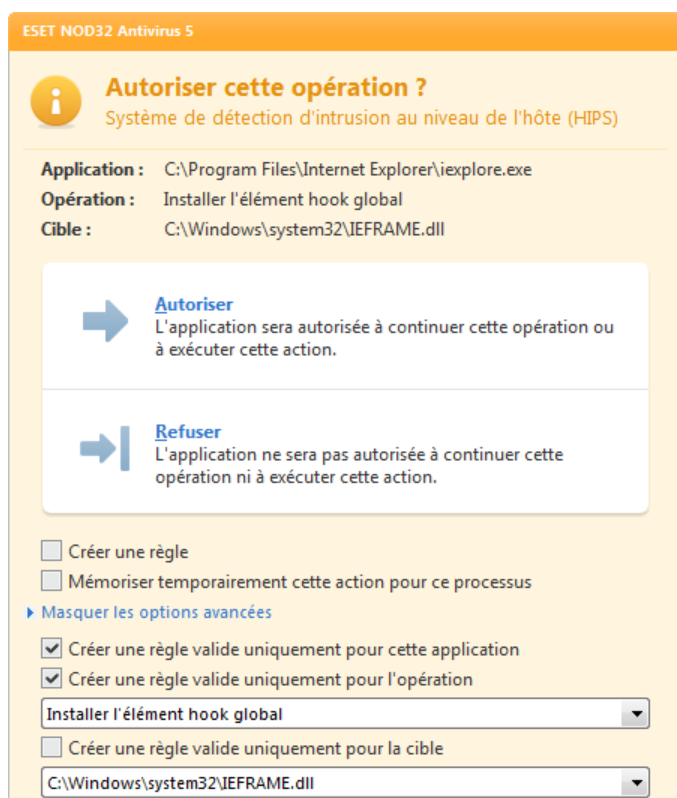 ESET NOD32 Antivirus 5
Autoriser cette opération ?
Système de détection d'intrusion au niveau de l'hôte (HIPS)
Application : C:\Program Files\Internet Explorer\iexplore.exe
Opération : Installer l'élément hook global
Cible : C:\Windows\system32\IEFRAME.dll
Autoriser
L'application sera autorisée à continuer cette opération ou
à exécuter cette action.
Refuser
L'application ne sera pas autorisée à continuer cette
opération ni à exécuter cette action.
Créer une règle
Mémoriser temporairement cette action pour ce processus
Masquer les options avancées
Créer une règle valide uniquement pour cette application
Créer une règle valide uniquement pour l'opération
Installer l'élément hook global
Créer une règle valide uniquement pour la cible
C:\Windows\system32\IEFRAME.dll